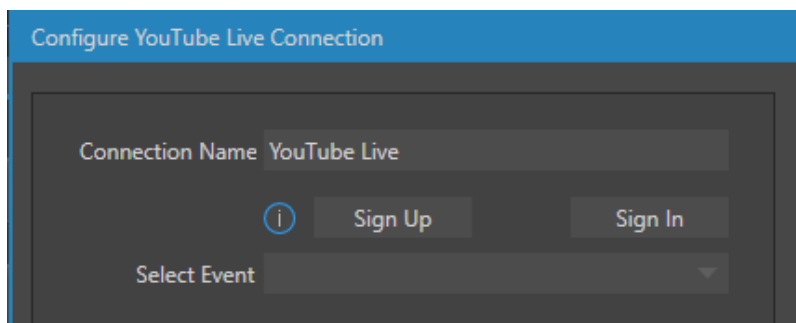 Configure YouTube Live Connection
Connection Name YouTube Live
i Sign Up Sign In
Select Event